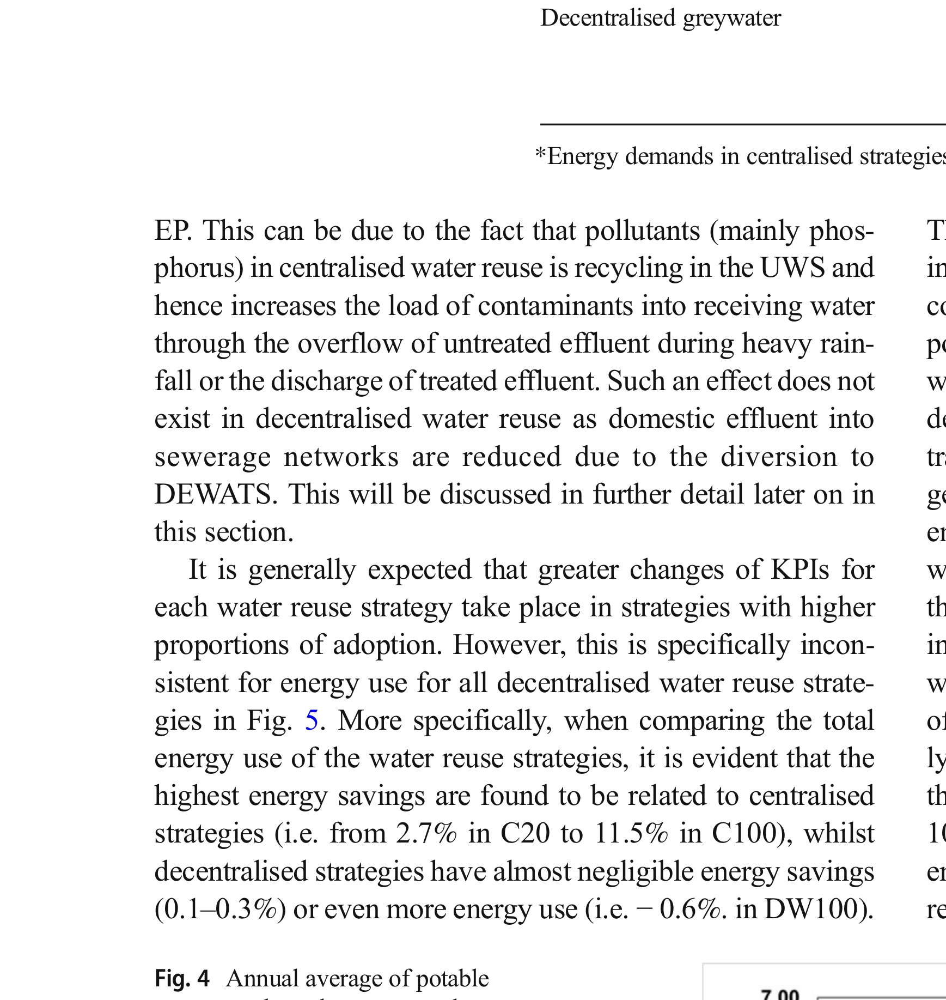 Decentralised greywater
*Energy demands in centralised strategies
EP. This can be due to the fact that pollutants (mainly phos-
phorus) in centralised water reuse is recycling in the UWS and
hence increases the load of contaminants into receiving water
through the overflow of untreated effluent during heavy rain-
fall or the discharge of treated effluent. Such an effect does not
exist in decentralised water reuse as domestic effluent into
sewerage networks are reduced due to the diversion to
DEWATS. This will be discussed in further detail later on in
this section.
It is generally expected that greater changes of KPIs for
each water reuse strategy take place in strategies with higher
proportions of adoption. However, this is specifically incon-
sistent for energy use for all decentralised water reuse strate-
gies in Fig. 5. More specifically, when comparing the total
energy use of the water reuse strategies, it is evident that the
highest energy savings are found to be related to centralised
strategies (i.e. from 2.7% in C20 to 11.5% in C100), whilst
decentralised strategies have almost negligible energy savings
(0.1–0.3%) or even more energy use (i.e. − 0.6%. in DW100).
Fig. 4 Annual average of potable
7.00